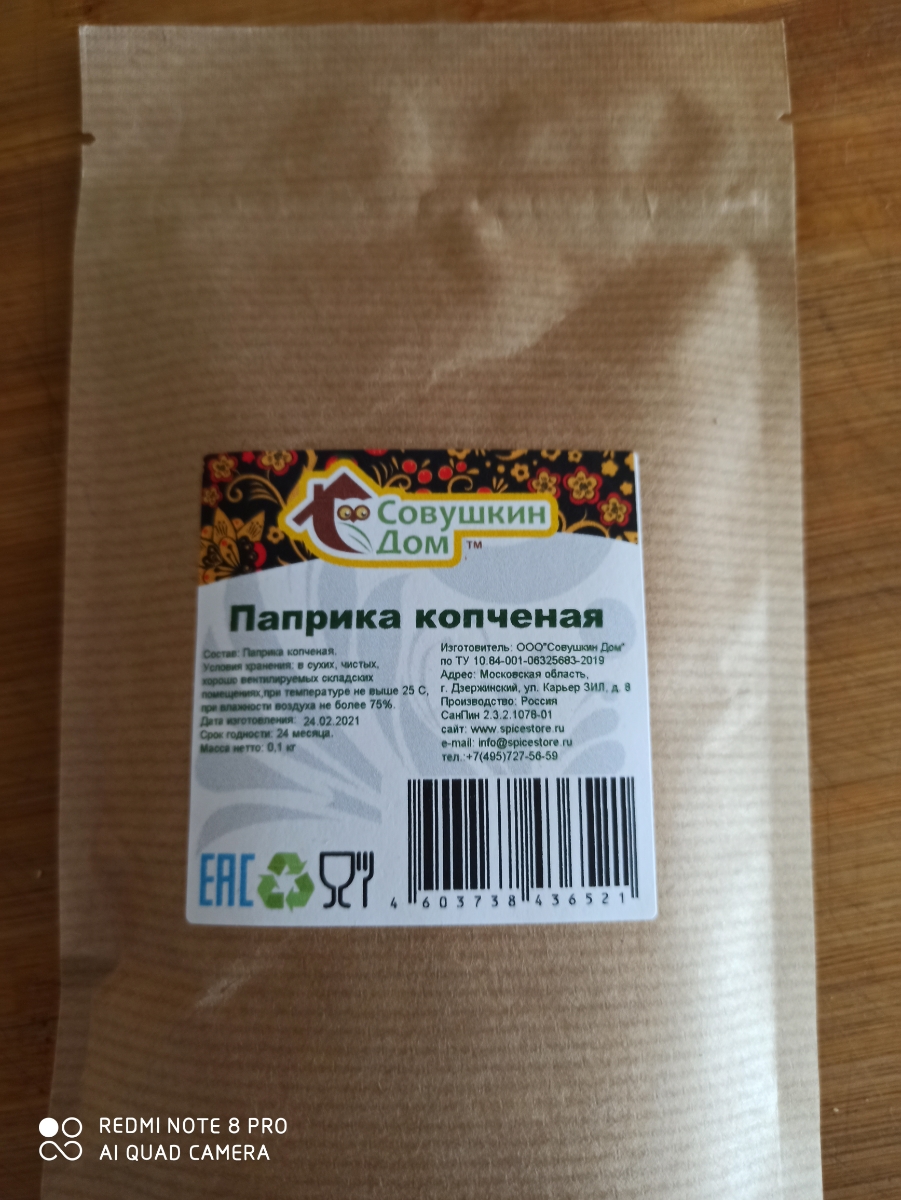 Совушкин
Дом ™
Паприка копченая
Состав: Паприка копченая.
Условия хранения: в сухих, чистых,
хорошо вентилируемых складских
помещениях,при температуре не выше 25 С,
при влажности воздуха не более 75%.
Дата изготовления: 24.02.2021
Срок годности: 24 месяца.
Масса нетто: 0,1 кг
Изготовитель: ООО"Совушкин Дом"
по ТУ 10.84-001-06325683-2019
Адрес: Московская область,
г. Дзержинский, ул. Карьер ЗИЛ, д. 8
Производство: Россия
СанПин 2.3.2.1078-01
сайт: www.spicestore.ru
e-mail: info@spicestore.ru
тел.:+7(495)727-56-59
EAC
4 603738 436521
REDMI NOTE 8 PRO
AI QUAD CAMERA